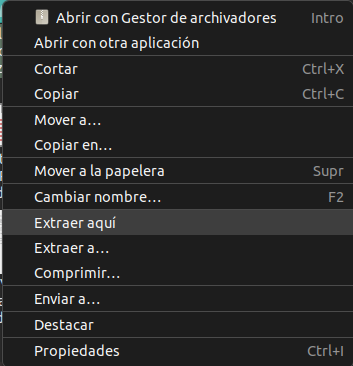 Abrir con Gestor de archivadores Intro
Abrir con otra aplicación
Cortar Ctrl+X
Copiar Ctrl+C
Mover a…
Copiar en…
Mover a la papelera Supr
Cambiar nombre… F2
Extraer aquí
Extraer a…
Comprimir…
Enviar a…
Destacar
Propiedades Ctrl+I